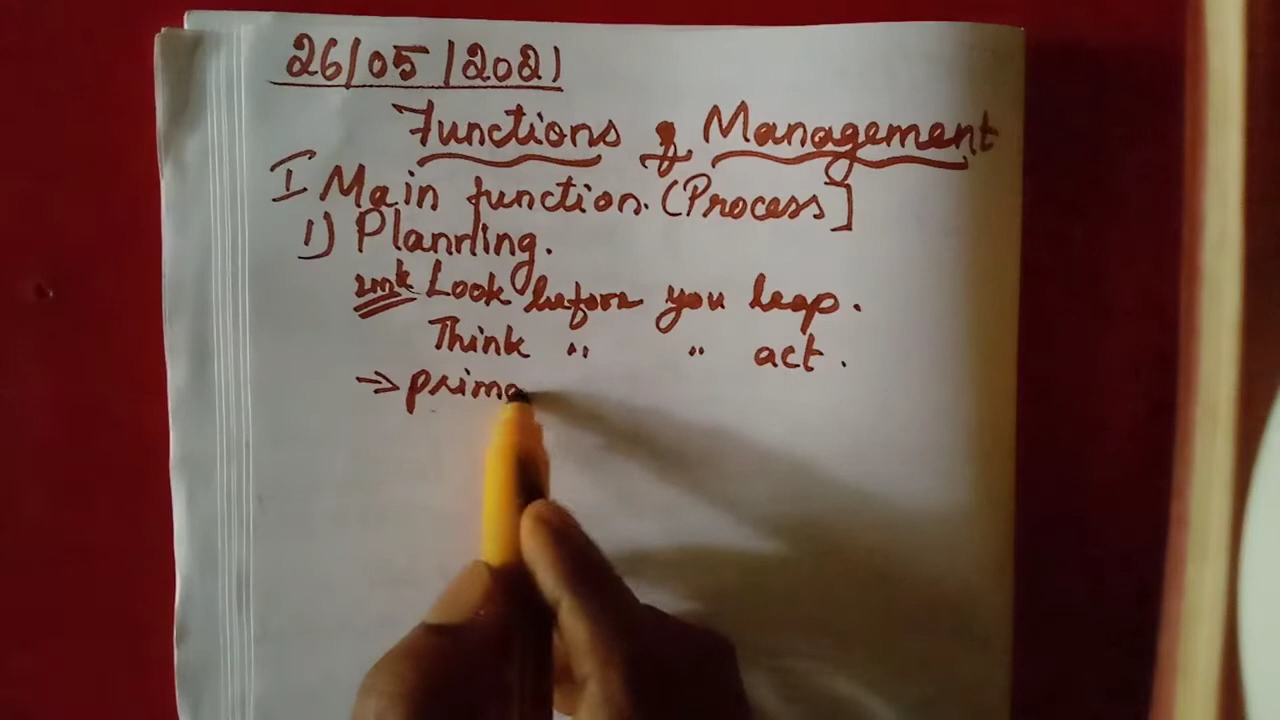 26/05/2021
Functions of Management
I Main function. (Process]
1) Planning.
2mk Look before you leap.
Think " " act.
→ prima